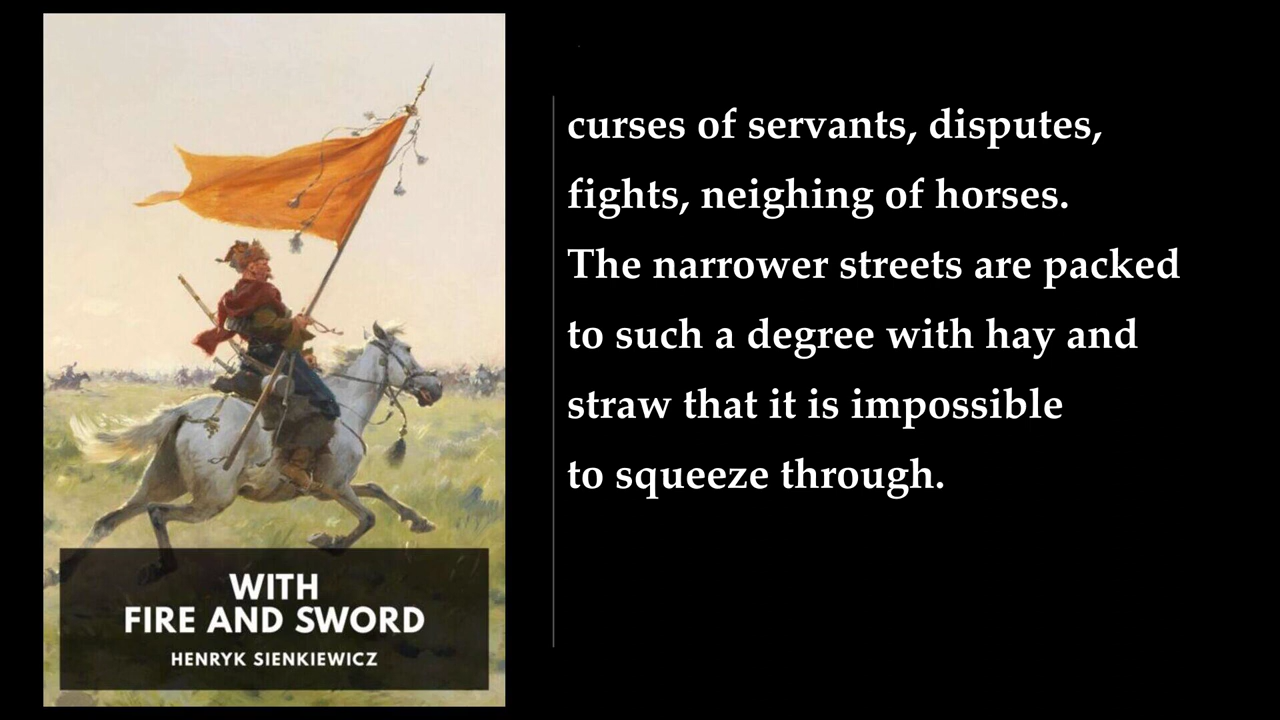 WITH
FIRE AND SWORD
HENRYK SIENKIEWICZ
curses of servants, disputes,
fights, neighing of horses.
The narrower streets are packed
to such a degree with hay and
straw that it is impossible
to squeeze through.